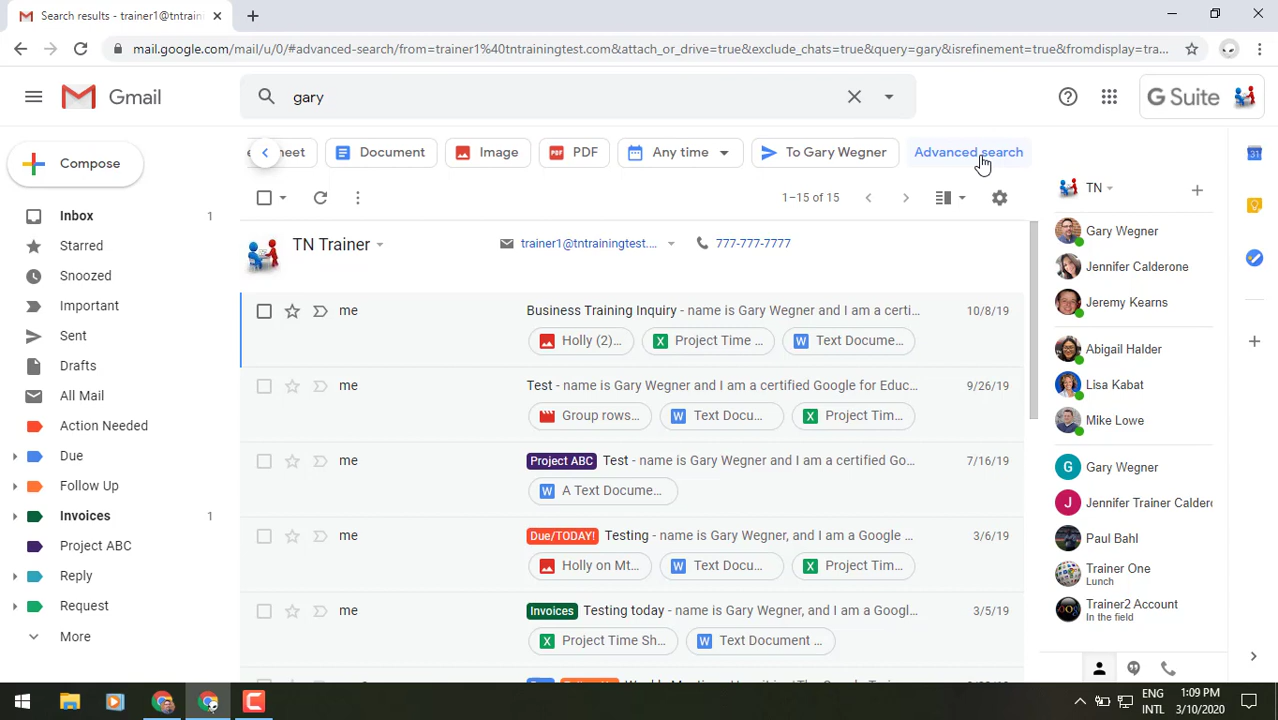 Search results - trainer1@tntrainin
mail.google.com/mail/u/0/#advanced-search/from=trainer1%40tntrainingtest.com&attach_or_drive=true&exclude_chats=true&query=gary&isrefinement=true&fromdisplay=tra...
Gmail
gary
G Suite
eet
Document
Image
PDF
Any time
To Gary Wegner
Advanced search
Compose
1–15 of 15
TN
Inbox 1
Starred
Snoozed
Important
Sent
Drafts
All Mail
Action Needed
Due
Follow Up
Invoices 1
Project ABC
Reply
Request
More
TN Trainer
trainer1@tntrainingtest....
777-777-7777
me Business Training Inquiry - name is Gary Wegner and I am a certi... 10/8/19
Holly (2)... Project Time ... Text Docume...
me Test - name is Gary Wegner and I am a certified Google for Educ... 9/26/19
Group rows... Text Docu... Project Tim...
me Project ABC Test - name is Gary Wegner and I am a certified Go... 7/16/19
A Text Docume...
me Due/TODAY! Testing - name is Gary Wegner, and I am a Google ... 3/6/19
Holly on Mt... Text Docu... Project Tim...
me Invoices Testing today - name is Gary Wegner, and I am a Googl... 3/5/19
Project Time Sh... Text Document ...
Gary Wegner
Jennifer Calderone
Jeremy Kearns
Abigail Halder
Lisa Kabat
Mike Lowe
Gary Wegner
Jennifer Trainer Calderc
Paul Bahl
Trainer One
Lunch
Trainer2 Account
In the field
31
ENG
INTL
1:09 PM
3/10/2020